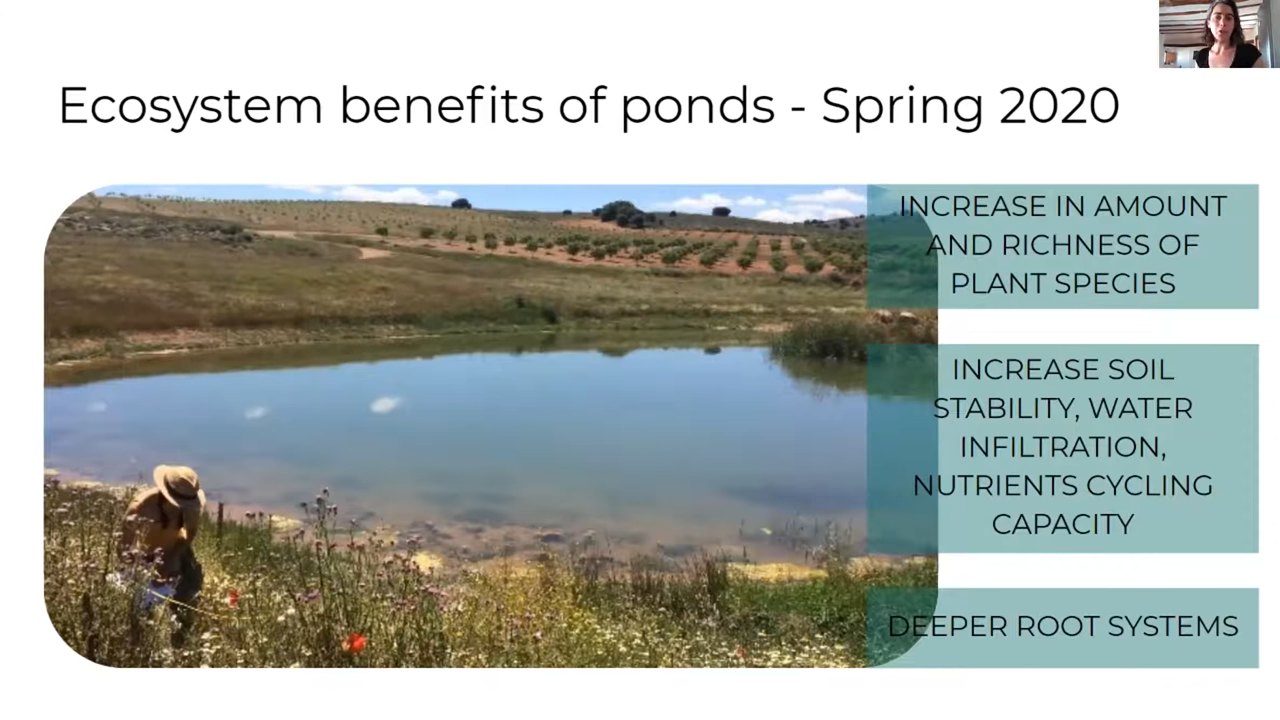 Ecosystem benefits of ponds - Spring 2020
INCREASE IN AMOUNT
AND RICHNESS OF
PLANT SPECIES
INCREASE SOIL
STABILITY, WATER
INFILTRATION,
NUTRIENTS CYCLING
CAPACITY
DEEPER ROOT SYSTEMS